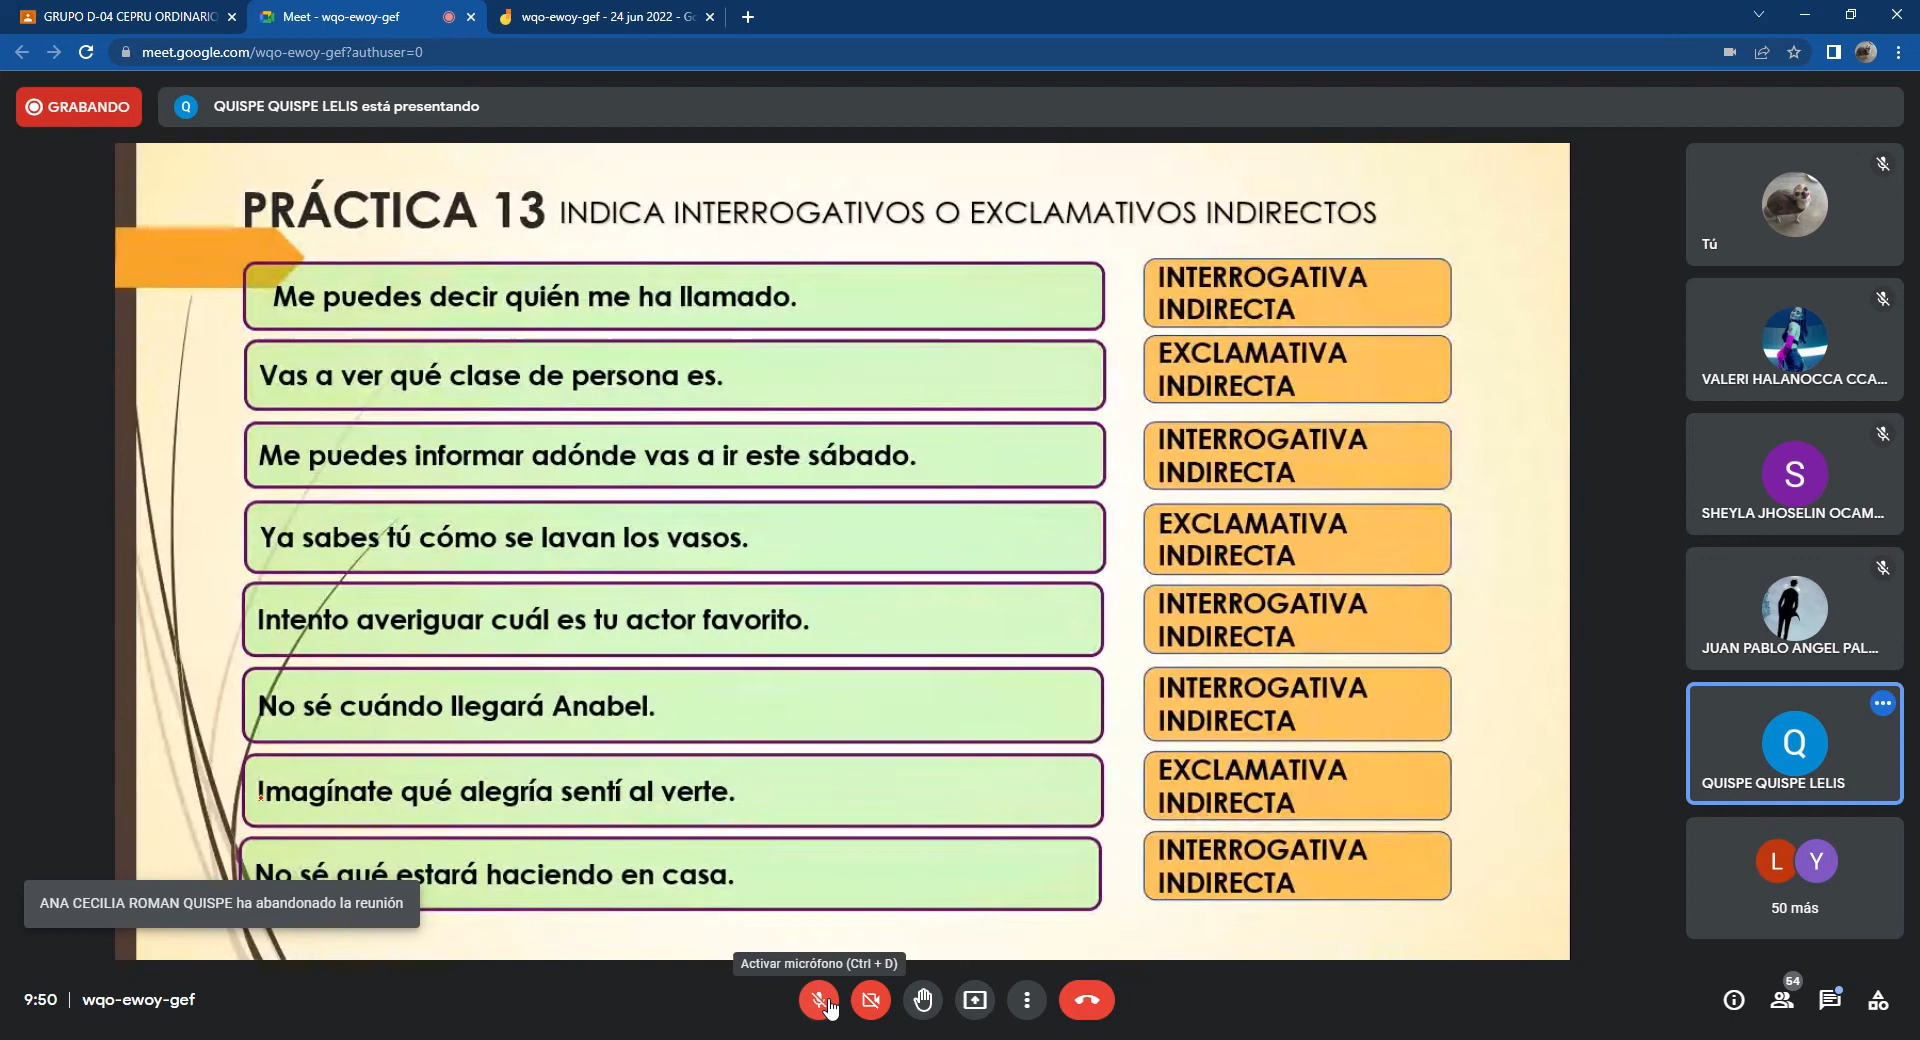 GRUPO D-04 CEPRU ORDINARIO
Meet - wqo-ewoy-gef
wqo-ewoy-gef - 24 jun 2022 - Go
meet.google.com/wqo-ewoy-gef?authuser=0
GRABANDO
Q
QUISPE QUISPE LELIS está presentando
PRÁCTICA 13 INDICA INTERROGATIVOS O EXCLAMATIVOS INDIRECTOS
Me puedes decir quién me ha llamado.
INTERROGATIVA
INDIRECTA
Vas a ver qué clase de persona es.
EXCLAMATIVA
INDIRECTA
Me puedes informar adónde vas a ir este sábado.
INTERROGATIVA
INDIRECTA
Ya sabes tú cómo se lavan los vasos.
EXCLAMATIVA
INDIRECTA
Intento averiguar cuál es tu actor favorito.
INTERROGATIVA
INDIRECTA
No sé cuándo llegará Anabel.
INTERROGATIVA
INDIRECTA
Imagínate qué alegría sentí al verte.
EXCLAMATIVA
INDIRECTA
No sé qué estará haciendo en casa.
INTERROGATIVA
INDIRECTA
Tú
VALERI HALANOCCA CCA...
S
SHEYLA JHOSELIN OCAM...
JUAN PABLO ANGEL PAL...
Q
QUISPE QUISPE LELIS
L Y
50 más
ANA CECILIA ROMAN QUISPE ha abandonado la reunión
Activar micrófono (Ctrl + D)
9:50 | wqo-ewoy-gef
54